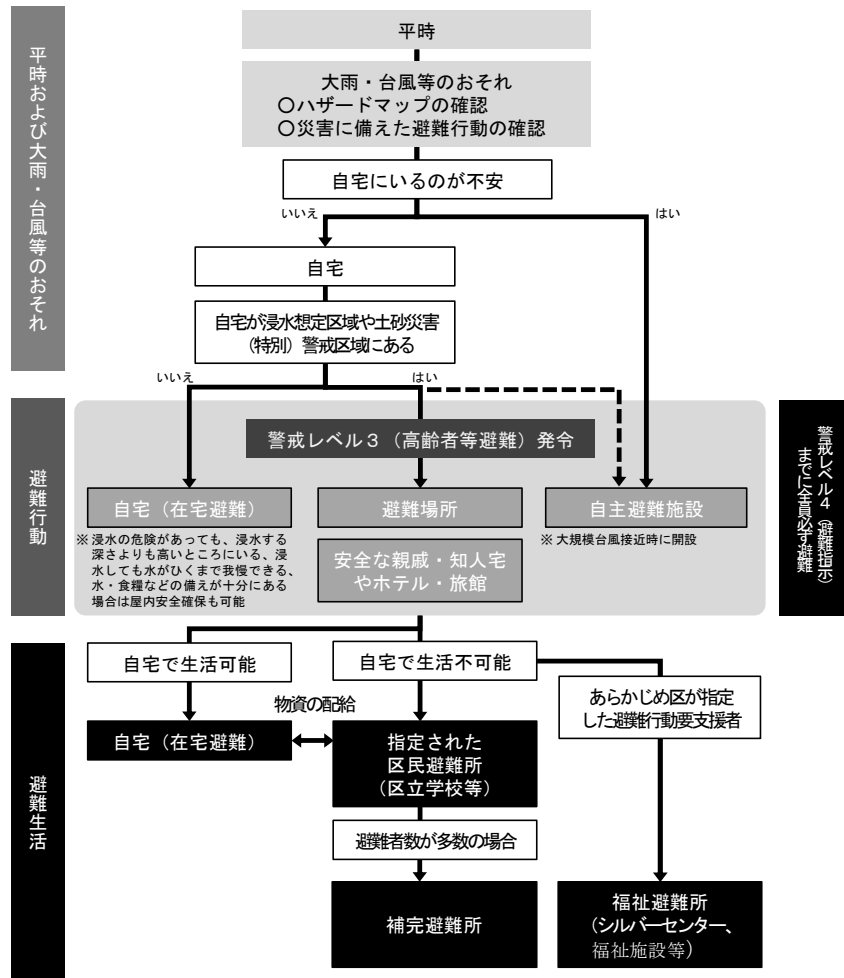 平時および大雨・台風等のおそれ
平時
大雨・台風等のおそれ
〇ハザードマップの確認
〇災害に備えた避難行動の確認
自宅にいるのが不安
いいえ
はい
自宅
自宅が浸水想定区域や土砂災害
（特別）警戒区域にある
いいえ
はい
避難行動
警戒レベル３（高齢者等避難）発令
自宅（在宅避難）
避難場所
自主避難施設
※浸水の危険があっても、浸水する
深さよりも高いところにいる、浸
水しても水がひくまで我慢できる、
水・食糧などの備えが十分にある
場合は屋内安全確保も可能
安全な親戚・知人宅
やホテル・旅館
※大規模台風接近時に開設
警戒レベル４（避難指示）
までに全員必ず避難
避難生活
自宅で生活可能
自宅で生活不可能
あらかじめ区が指定
した避難行動要支援者
物資の配給
自宅（在宅避難）
指定された
区民避難所
（区立学校等）
避難者数が多数の場合
補完避難所
福祉避難所
（シルバーセンター、
福祉施設等）